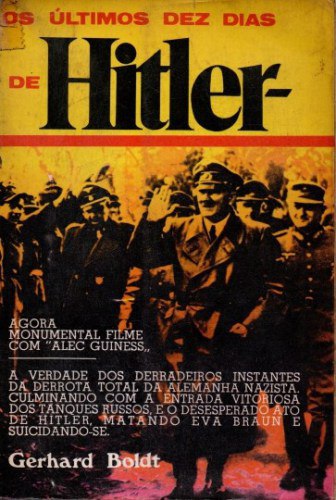 OS ÚLTIMOS DEZ DIAS
DE Hitler-
AGORA
MONUMENTAL FILME
COM "ALEC GUINESS,,
A VERDADE DOS DERRADEIROS INSTANTES
DA DERROTA TOTAL DA ALEMANHA NAZISTA.
CULMINANDO COM A ENTRADA VITORIOSA
DOS TANQUES RUSSOS, E O DESESPERADO ATO
DE HITLER, MATANDO EVA BRAUN E
SUICIDANDO-SE.
Gerhard Boldt